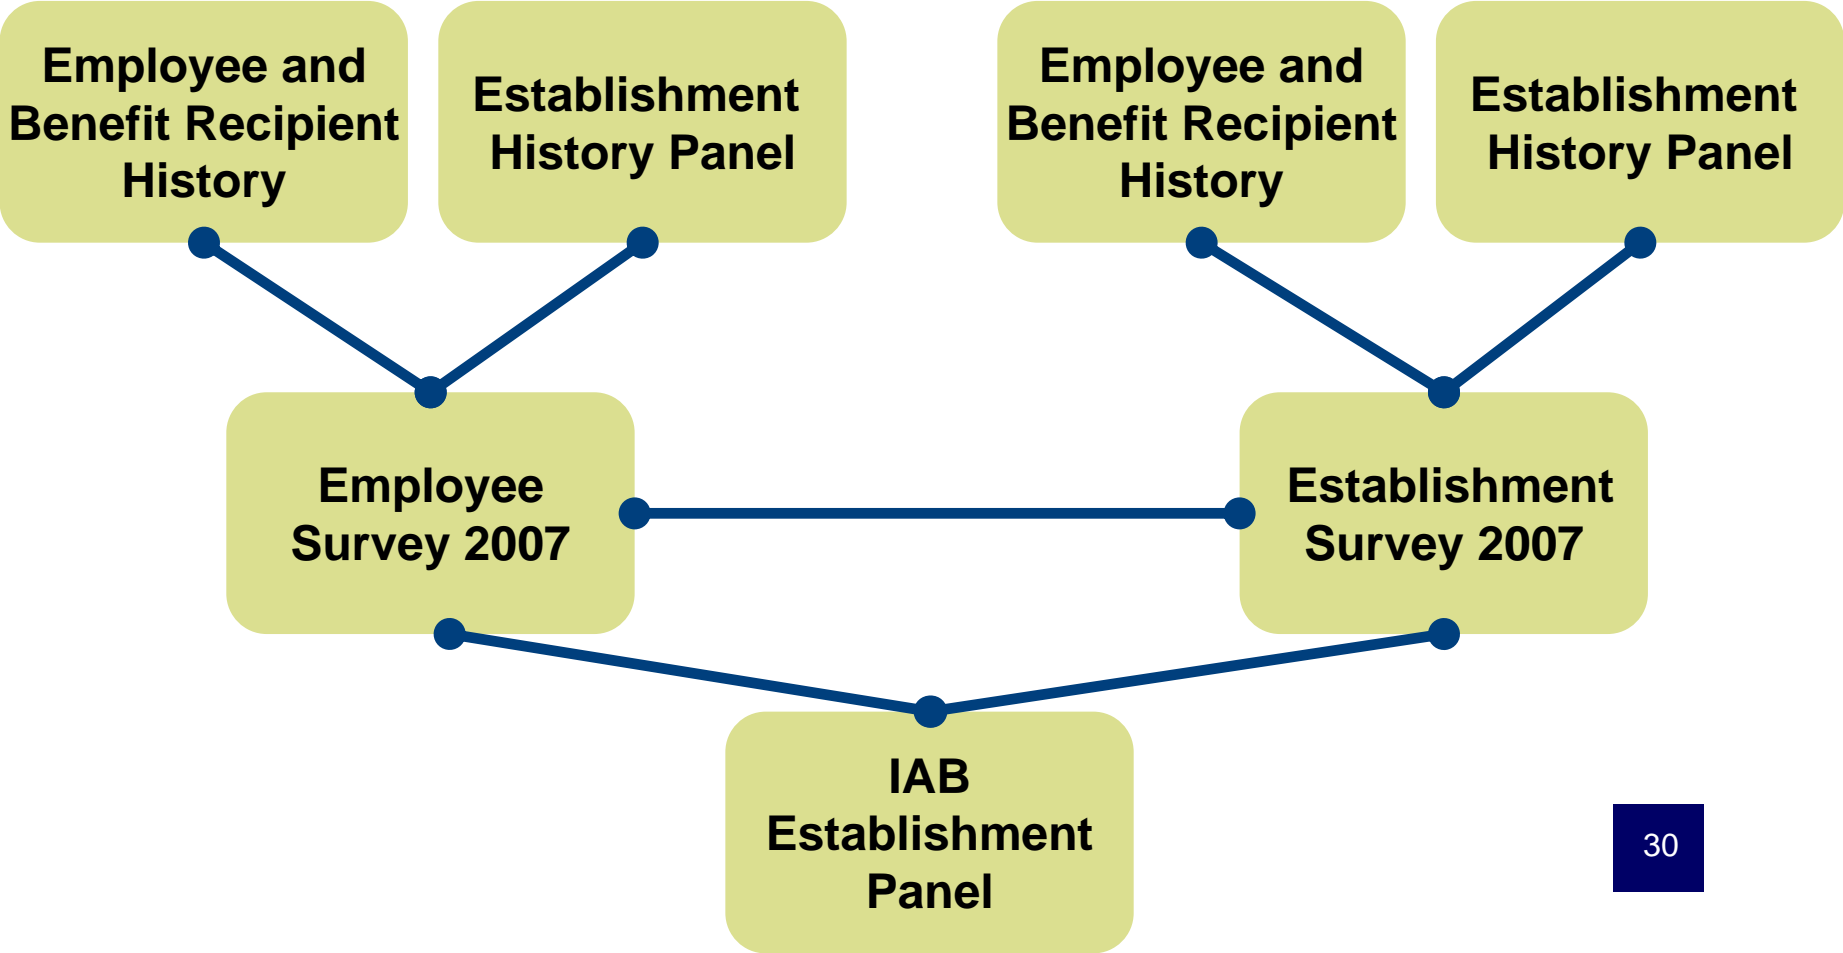 Employee and
Benefit Recipient
History
Establishment
History Panel
Employee and
Benefit Recipient
History
Establishment
History Panel
Employee
Survey 2007
Establishment
Survey 2007
IAB
Establishment
Panel
30